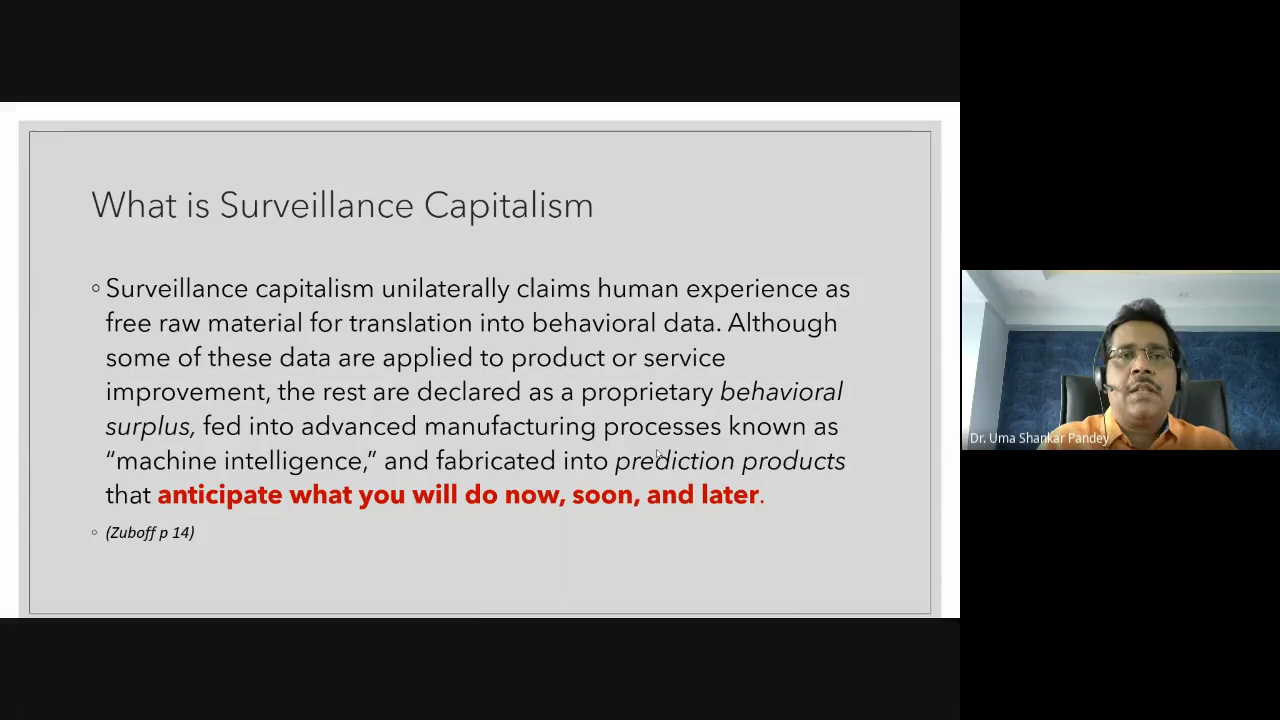 What is Surveillance Capitalism
◦ Surveillance capitalism unilaterally claims human experience as
free raw material for translation into behavioral data. Although
some of these data are applied to product or service
improvement, the rest are declared as a proprietary behavioral
surplus, fed into advanced manufacturing processes known as
“machine intelligence,” and fabricated into prediction products
that anticipate what you will do now, soon, and later.
◦ (Zuboff p 14)
Dr. Uma Shankar Pandey